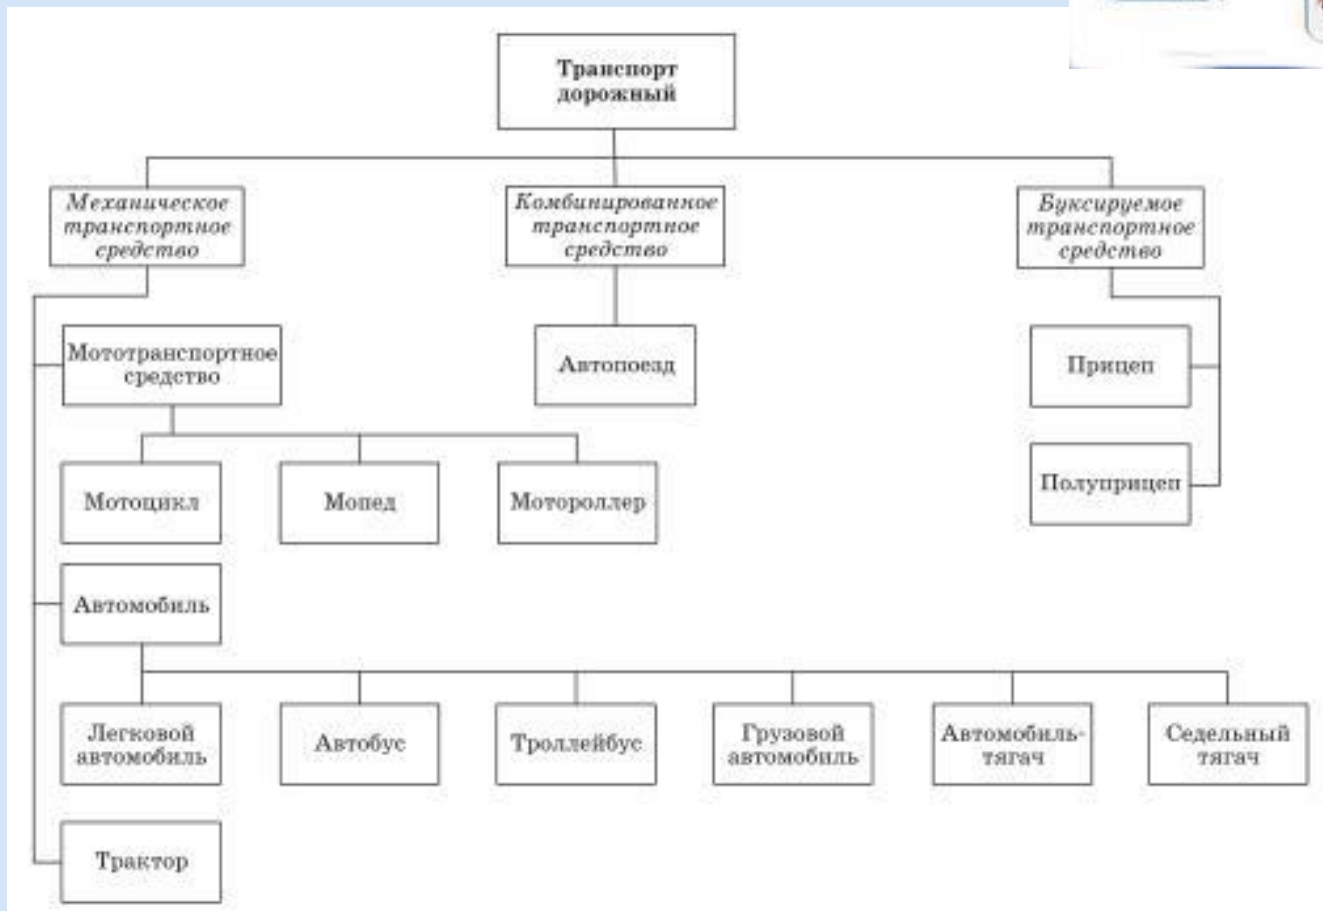 Транспорт
дорожный
Механическое
транспортное
средство
Комбинированное
транспортное
средство
Буксируемое
транспортное
средство
Мототранспортное
средство
Автопоезд
Прицеп
Полуприцеп
Мотоцикл
Мопед
Мотороллер
Автомобиль
Легковой
автомобиль
Автобус
Троллейбус
Грузовой
автомобиль
Автомобиль-
тягач
Седельный
тягач
Трактор